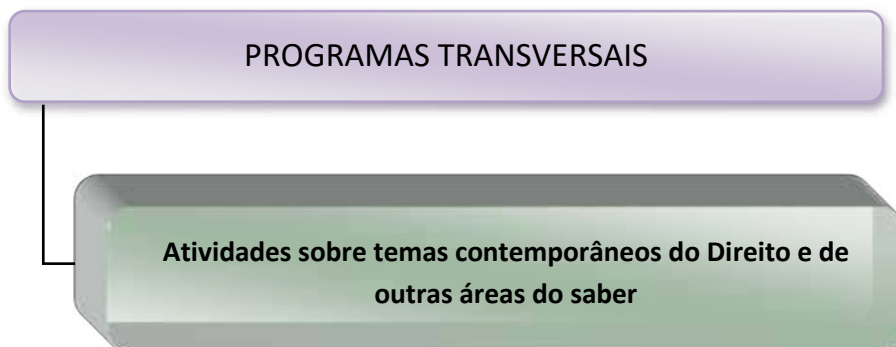 PROGRAMAS TRANSVERSAIS
Atividades sobre temas contemporâneos do Direito e de
outras áreas do saber